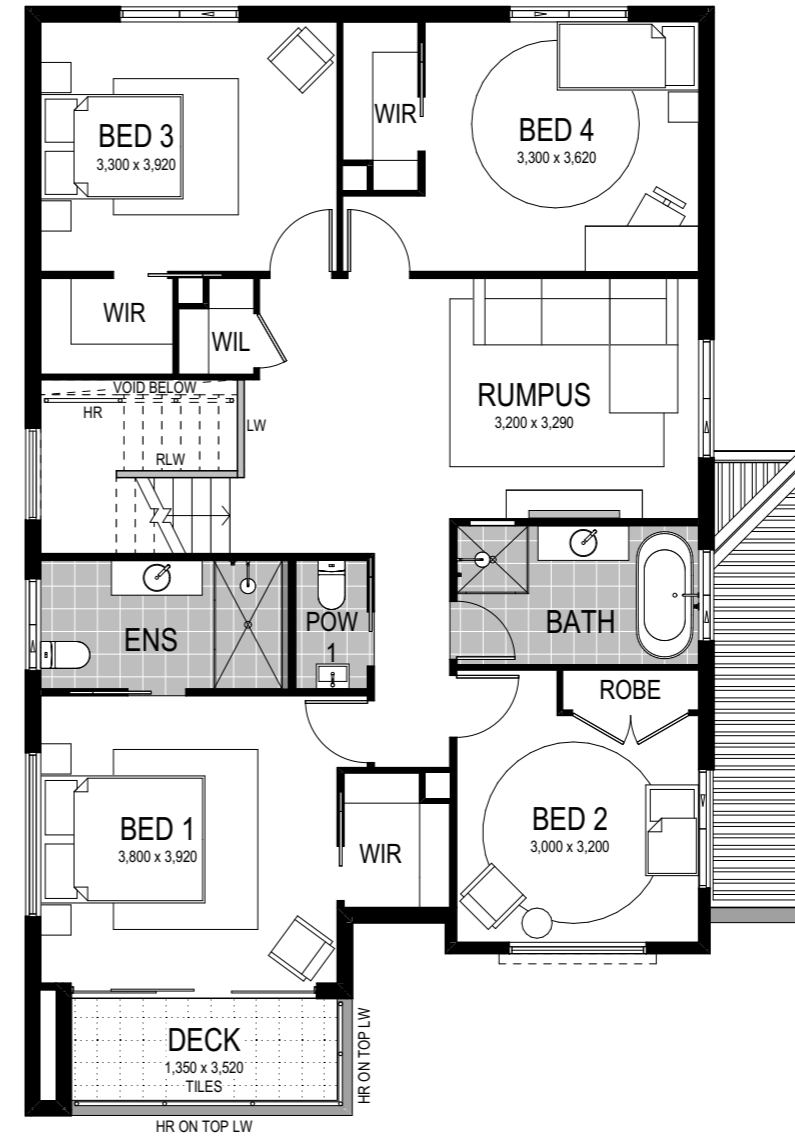 BED 3
3,300 x 3,920
WIR
BED 4
3,300 x 3,620
WIR
WIL
RUMPUS
3,200 x 3,290
VOID BELOW
HR
LW
RLW
ENS
POW
1
BATH
ROBE
BED 1
3,800 x 3,920
WIR
BED 2
3,000 x 3,200
DECK
1,350 x 3,520
TILES
HR ON TOP LW
HR ON TOP LW